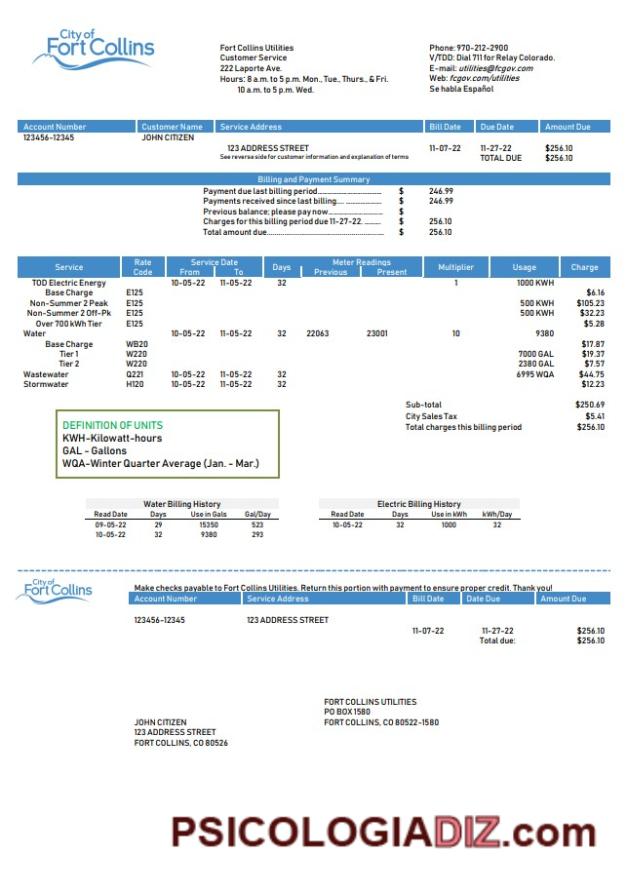 City of
Fort Collins
Fort Collins Utilities
Customer Service
222 Laporte Ave.
Hours: 8 a.m. to 5 p.m. Mon., Tue., Thurs., & Fri.
10 a.m. to 5 p.m. Wed.
Phone: 970-212-2900
V/TDD: Dial 711 for Relay Colorado.
E-mail: utilities@fcgov.com
Web: fcgov.com/utilities
Se habla Español
Account Number Customer Name Service Address Bill Date Due Date Amount Due
123456-12345 JOHN CITIZEN
123 ADDRESS STREET 11-07-22 11-27-22 $256.10
See reverse side for customer information and explanation of terms TOTAL DUE $256.10
Billing and Payment Summary
Payment due last billing period.................................. $ 246.99
Payments received since last billing.... ................... $ 246.99
Previous balance; please pay now............................ $
Charges for this billing period due 11-27-22. ......... $ 256.10
Total amount due........................................................ $ 256.10
Service Rate Code Service Date From To Days Meter Readings Previous Present Multiplier Usage Charge
TOD Electric Energy 10-05-22 11-05-22 32 1 1000 KWH
Base Charge E125 $6.16
Non-Summer 2 Peak E125 500 KWH $105.23
Non-Summer 2 Off-Pk E125 500 KWH $32.23
Over 700 kWh Tier E125 $5.28
Water 10-05-22 11-05-22 32 22063 23001 10 9380
Base Charge WB20 $17.87
Tier 1 W220 7000 GAL $19.37
Tier 2 W220 2380 GAL $7.57
Wastewater Q221 10-05-22 11-05-22 32 6995 WQA $44.75
Stormwater H120 10-05-22 11-05-22 32 $12.23
Sub-total $250.69
City Sales Tax $5.41
Total charges this billing period $256.10
DEFINITION OF UNITS
KWH-Kilowatt-hours
GAL - Gallons
WQA-Winter Quarter Average (Jan. - Mar.)
Water Billing History
Read Date Days Use in Gals Gal/Day
09-05-22 29 15350 523
10-05-22 32 9380 293
Electric Billing History
Read Date Days Use in kWh kWh/Day
10-05-22 32 1000 32
City of
Fort Collins
Make checks payable to Fort Collins Utilities. Return this portion with payment to ensure proper credit. Thank you!
Account Number Service Address Bill Date Date Due Amount Due
123456-12345 123 ADDRESS STREET
11-07-22 11-27-22 $256.10
Total due: $256.10
FORT COLLINS UTILITIES
PO BOX 1580
FORT COLLINS, CO 80522-1580
JOHN CITIZEN
123 ADDRESS STREET
FORT COLLINS, CO 80526
PSICOLOGIADIZ.com